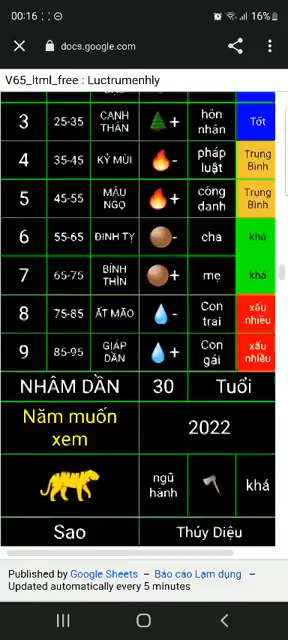 00:16
16%
docs.google.com
V65_ltml_free : Luctrumenhly
3 25-35 CANH THÂN + hôn nhân Tốt
4 35-45 KỶ MÙI - pháp luật Trung Bình
5 45-55 MẬU NGỌ + công danh Trung Bình
6 55-65 ĐINH TỴ - cha khá
7 65-75 BÍNH THÌN + mẹ khá
8 75-85 ẤT MÃO - Con trai xấu nhiều
9 85-95 GIÁP DẦN + Con gái xấu nhiều
NHÂM DẦN 30 Tuổi
Năm muốn xem 2022
ngũ hành khá
Sao Thủy Diệu
Published by Google Sheets – Báo cáo Lạm dụng –
Updated automatically every 5 minutes